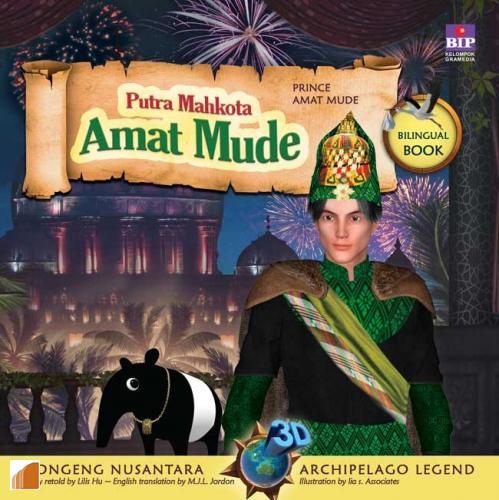 BIP
KELOMPOK
GRAMEDIA
PRINCE
AMAT MUDE
Putra Mahkota
Amat Mude
BILINGUAL
BOOK
3D
ONGENG NUSANTARA
ARCHIPELAGO LEGEND
y retold by Lilis Hu ~ English translation by M.J.L. Jordon
Illustration by lia s. Associates